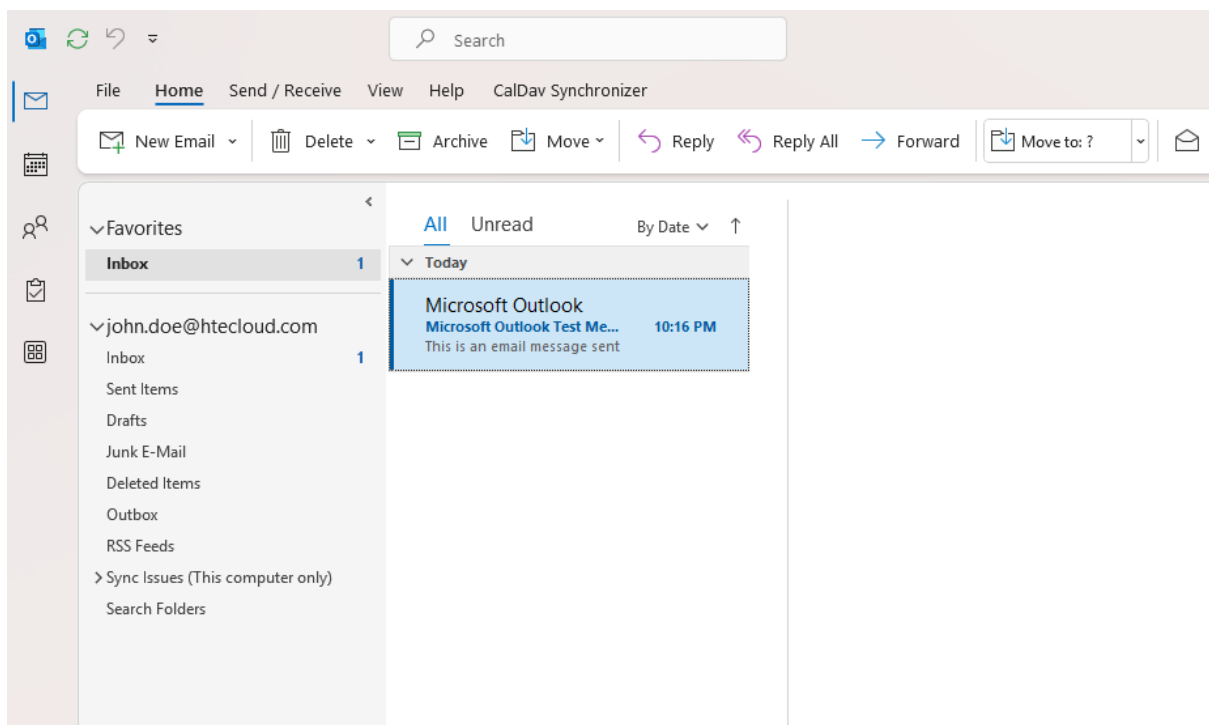 Search
File Home Send / Receive View Help CalDav Synchronizer
New Email Delete Archive Move Reply Reply All Forward Move to: ?
Favorites
Inbox 1
john.doe@htecloud.com
Inbox 1
Sent Items
Drafts
Junk E-Mail
Deleted Items
Outbox
RSS Feeds
Sync Issues (This computer only)
Search Folders
All Unread By Date
Today
Microsoft Outlook
Microsoft Outlook Test Me... 10:16 PM
This is an email message sent